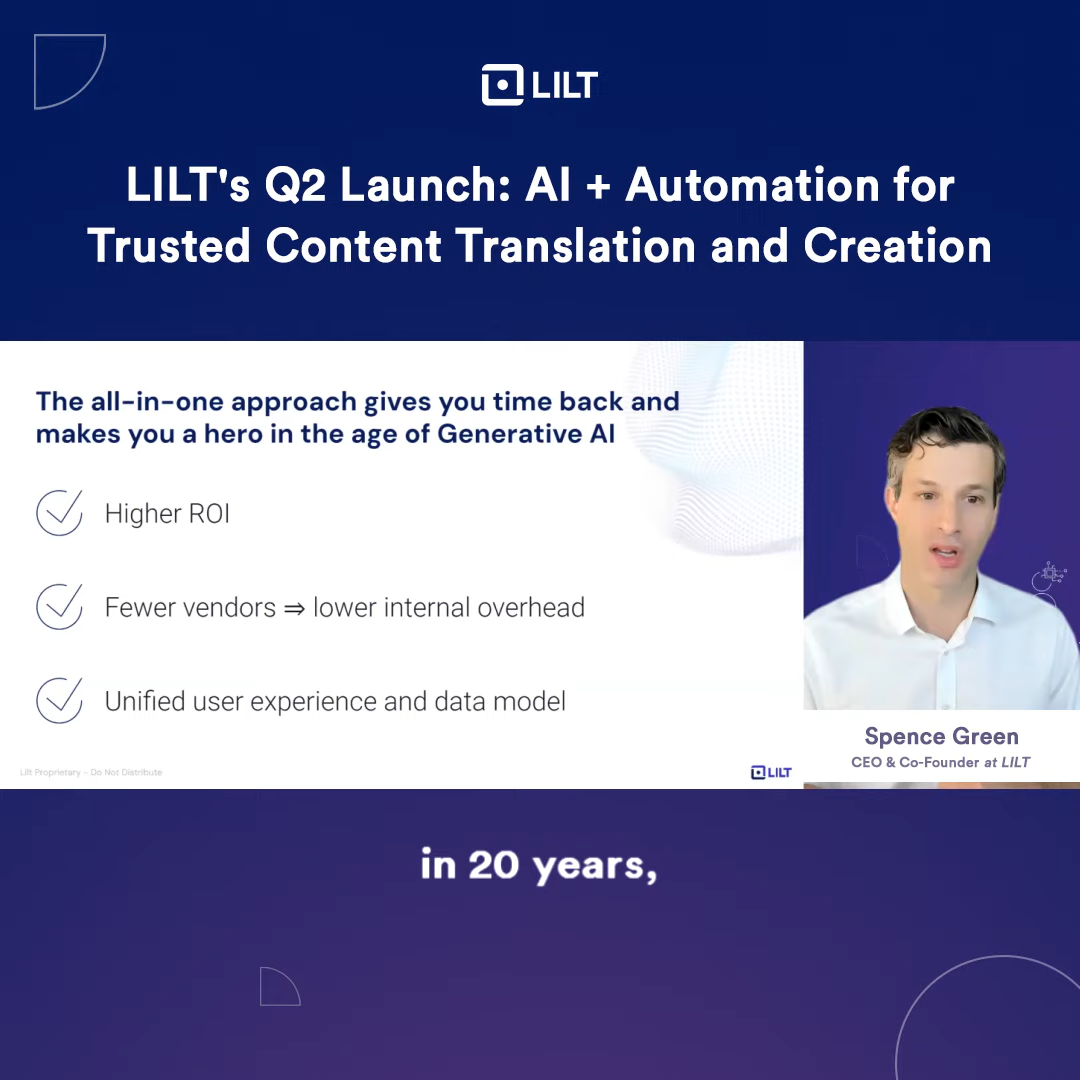 LILT
LILT's Q2 Launch: AI + Automation for
Trusted Content Translation and Creation
The all-in-one approach gives you time back and
makes you a hero in the age of Generative AI
Higher ROI
Fewer vendors ⇒ lower internal overhead
Unified user experience and data model
Lilt Proprietary - Do Not Distribute
LILT
Spence Green
CEO & Co-Founder at LILT
in 20 years,